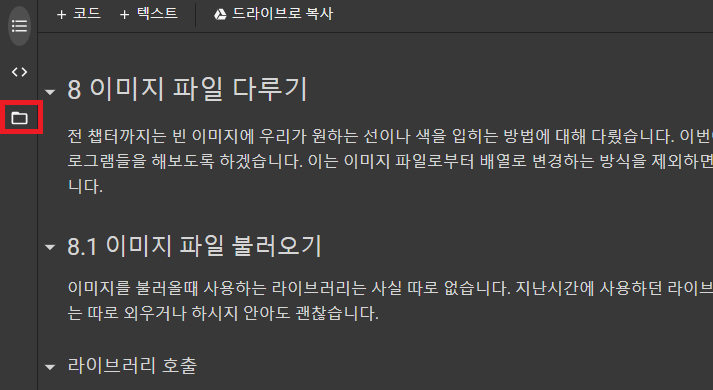 + 코드 + 텍스트 드라이브로 복사
8 이미지 파일 다루기
전 챕터까지는 빈 이미지에 우리가 원하는 선이나 색을 입히는 방법에 대해 다뤘습니다. 이번에
로그램들을 해보도록 하겠습니다. 이는 이미지 파일로부터 배열로 변경하는 방식을 제외하면
니다.
8.1 이미지 파일 불러오기
이미지를 불러올때 사용하는 라이브러리는 사실 따로 없습니다. 지난시간에 사용하던 라이브
는 따로 외우거나 하시지 안아도 괜찮습니다.
라이브러리 호출